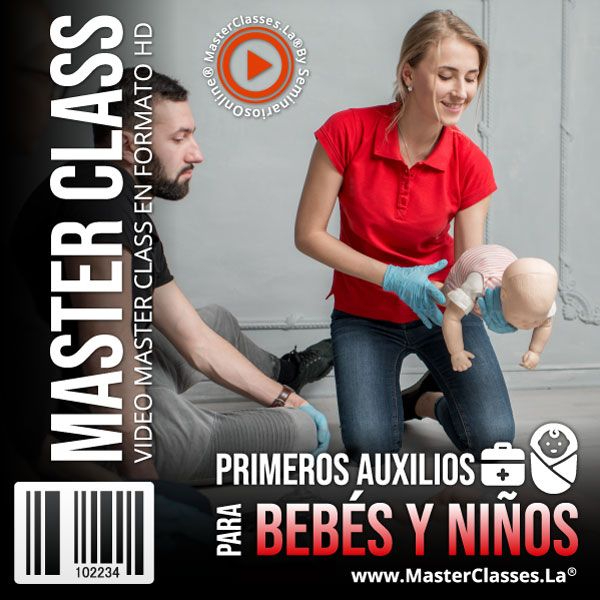 MASTER CLASS
VIDEO MASTER CLASS EN FORMATO HD
MasterClasses.La® By SeminariosOnline®
PRIMEROS AUXILIOS
PARA
BEBÉS Y NIÑOS
102234
www.MasterClasses.La®